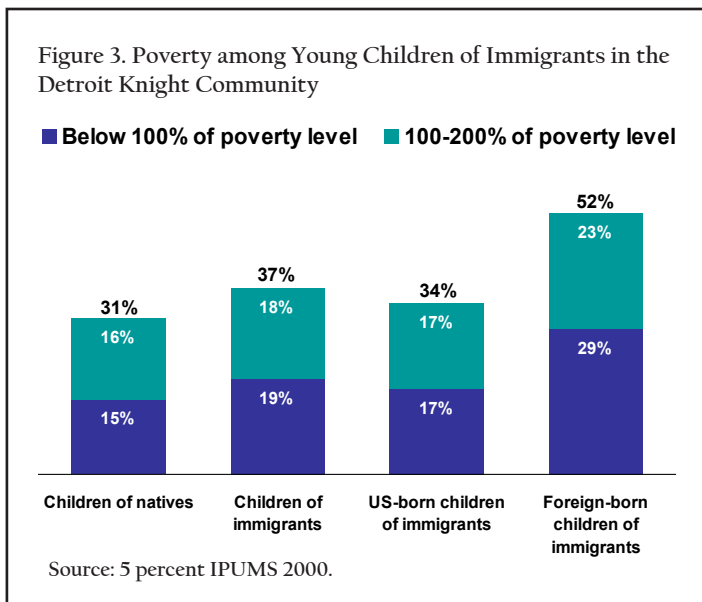 Figure 3. Poverty among Young Children of Immigrants in the
Detroit Knight Community
Below 100% of poverty level 100-200% of poverty level
31%
16%
15%
37%
18%
19%
34%
17%
17%
52%
23%
29%
Children of natives
Children of
immigrants
US-born children
of immigrants
Foreign-born
children of
immigrants
Source: 5 percent IPUMS 2000.